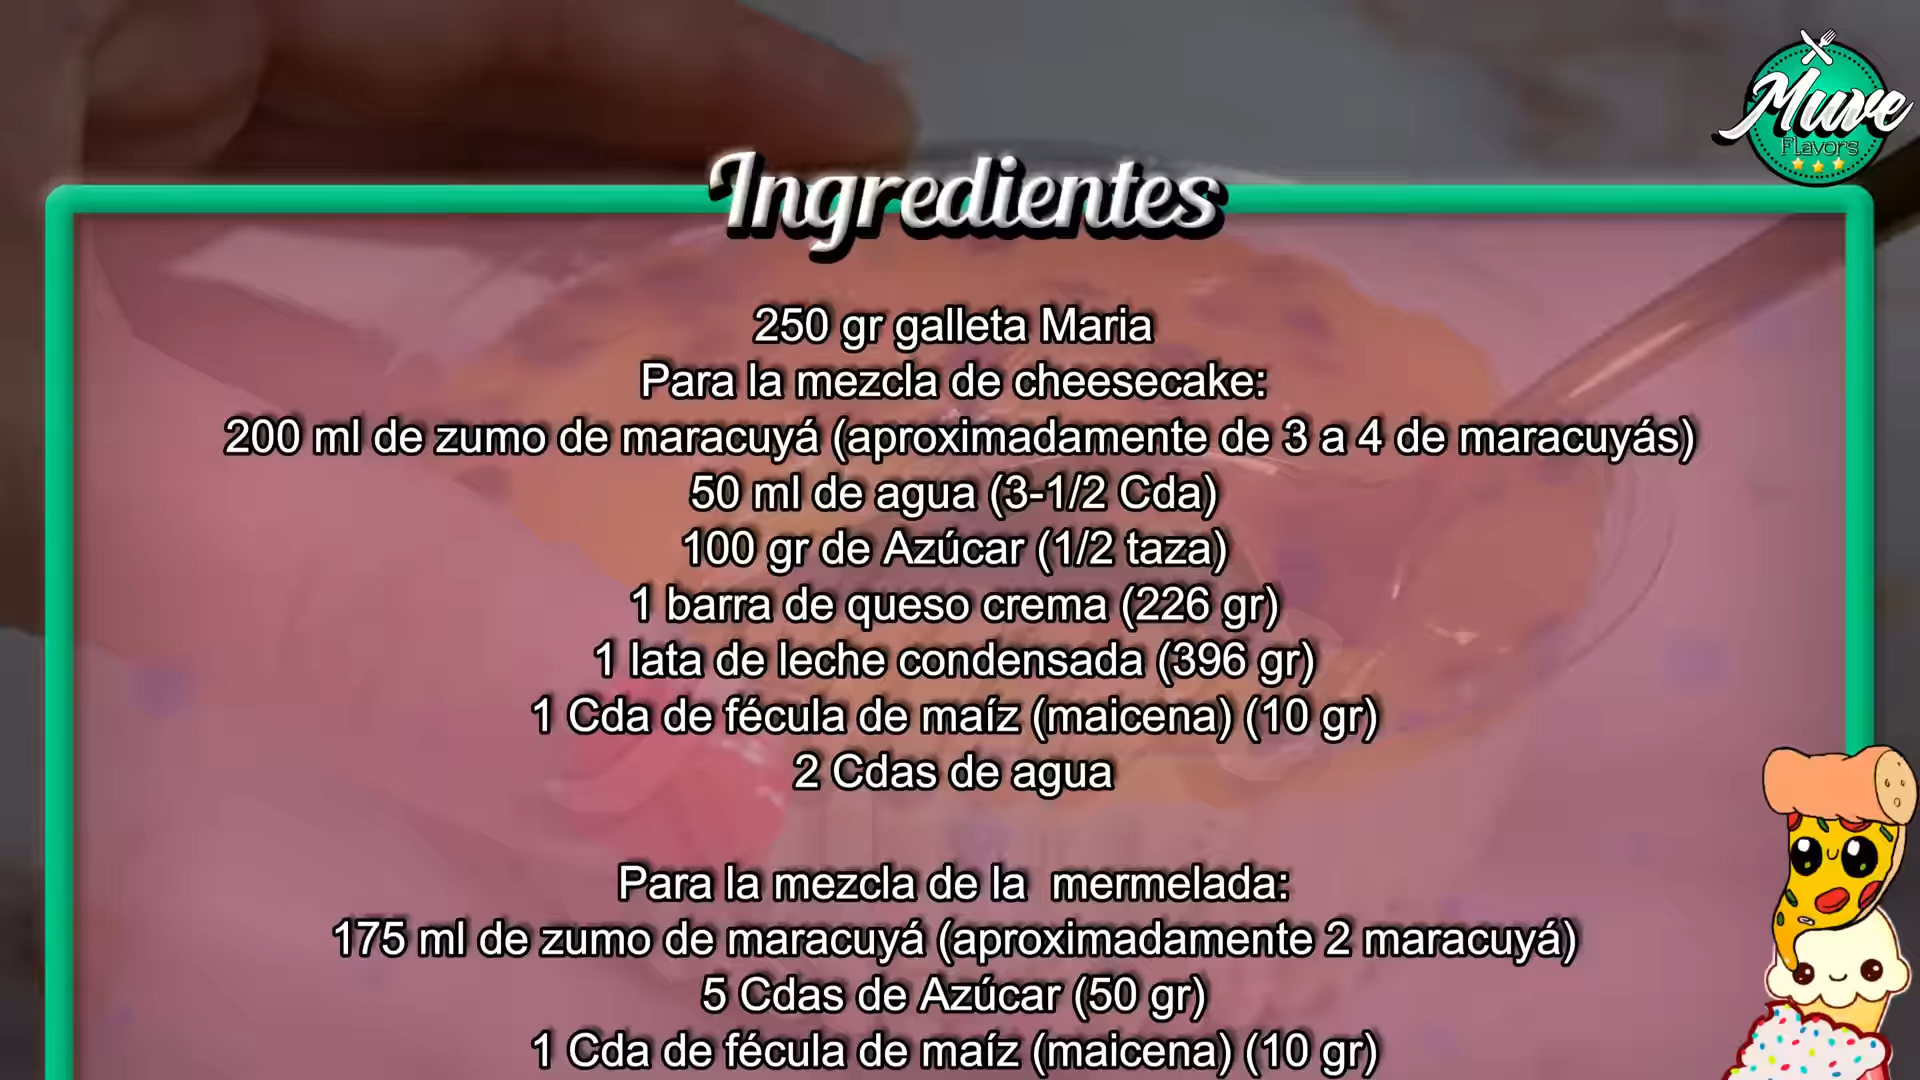 Muve
Flavors
Ingredientes
250 gr galleta Maria
Para la mezcla de cheesecake:
200 ml de zumo de maracuyá (aproximadamente de 3 a 4 de maracuyás)
50 ml de agua (3-1/2 Cda)
100 gr de Azúcar (1/2 taza)
1 barra de queso crema (226 gr)
1 lata de leche condensada (396 gr)
1 Cda de fécula de maíz (maicena) (10 gr)
2 Cdas de agua
Para la mezcla de la  mermelada:
175 ml de zumo de maracuyá (aproximadamente 2 maracuyá)
5 Cdas de Azúcar (50 gr)
1 Cda de fécula de maíz (maicena) (10 gr)